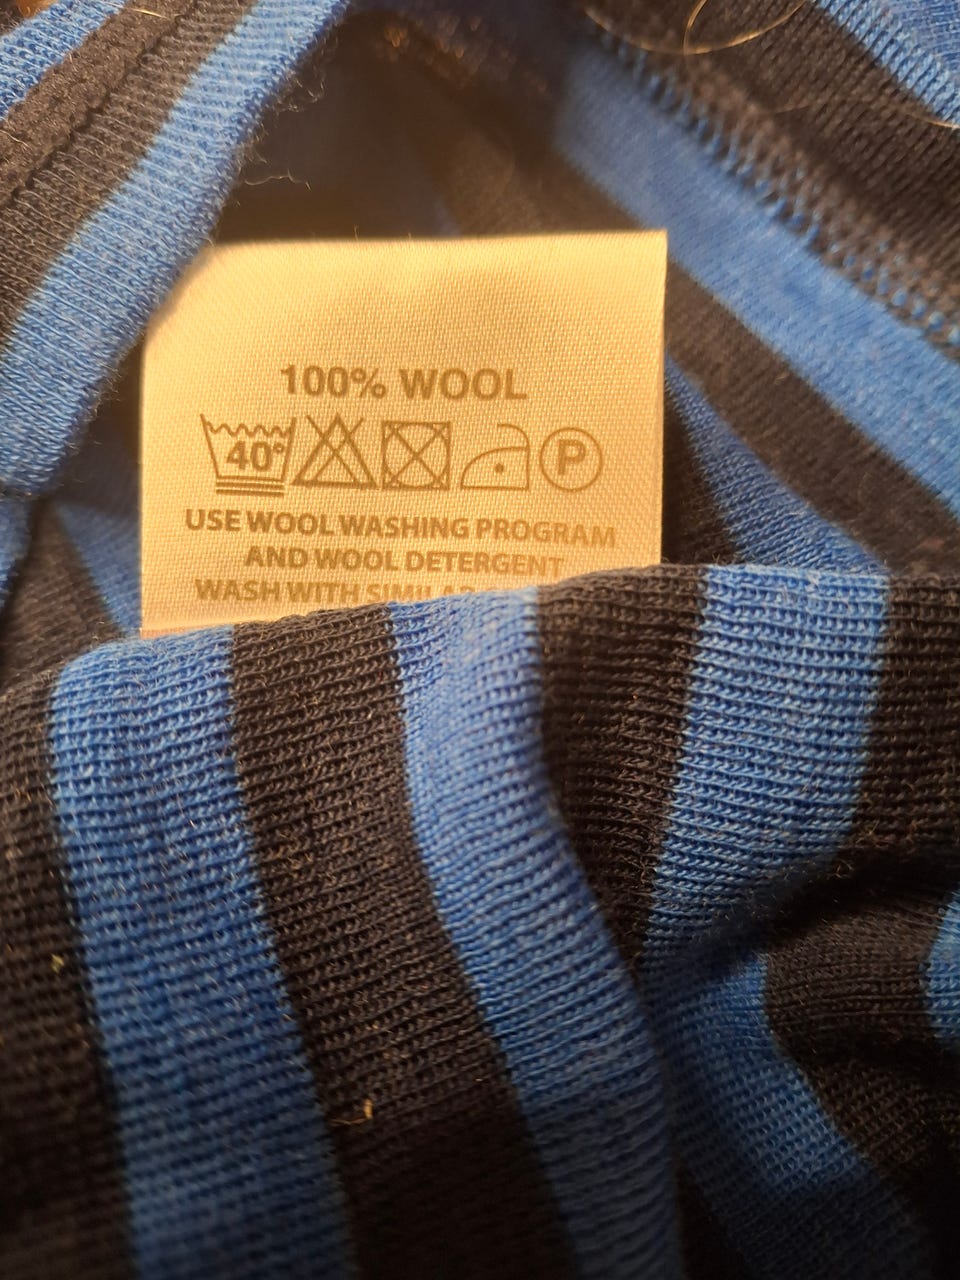 100% WOOL
40° P
USE WOOL WASHING PROGRAM
AND WOOL DETERGENT
WASH WITH